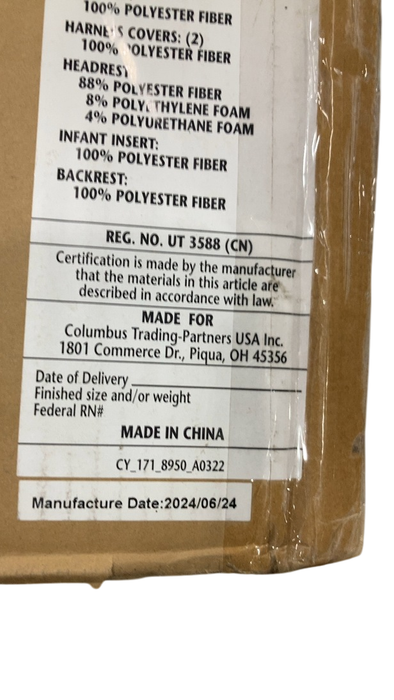 100% POLYESTER FIBER
HARNESS COVERS: (2)
100% POLYESTER FIBER
HEADREST
88% POLYESTER FIBER
8% POLYETHYLENE FOAM
4% POLYURETHANE FOAM
INFANT INSERT:
100% POLYESTER FIBER
BACKREST:
100% POLYESTER FIBER
REG. NO. UT 3588 (CN)
Certification is made by the manufacturer
that the materials in this article are
described in accordance with law.
MADE FOR
Columbus Trading-Partners USA Inc.
1801 Commerce Dr., Piqua, OH 45356
Date of Delivery
Finished size and/or weight
Federal RN#
MADE IN CHINA
CY_171_8950_A0322
Manufacture Date:2024/06/24